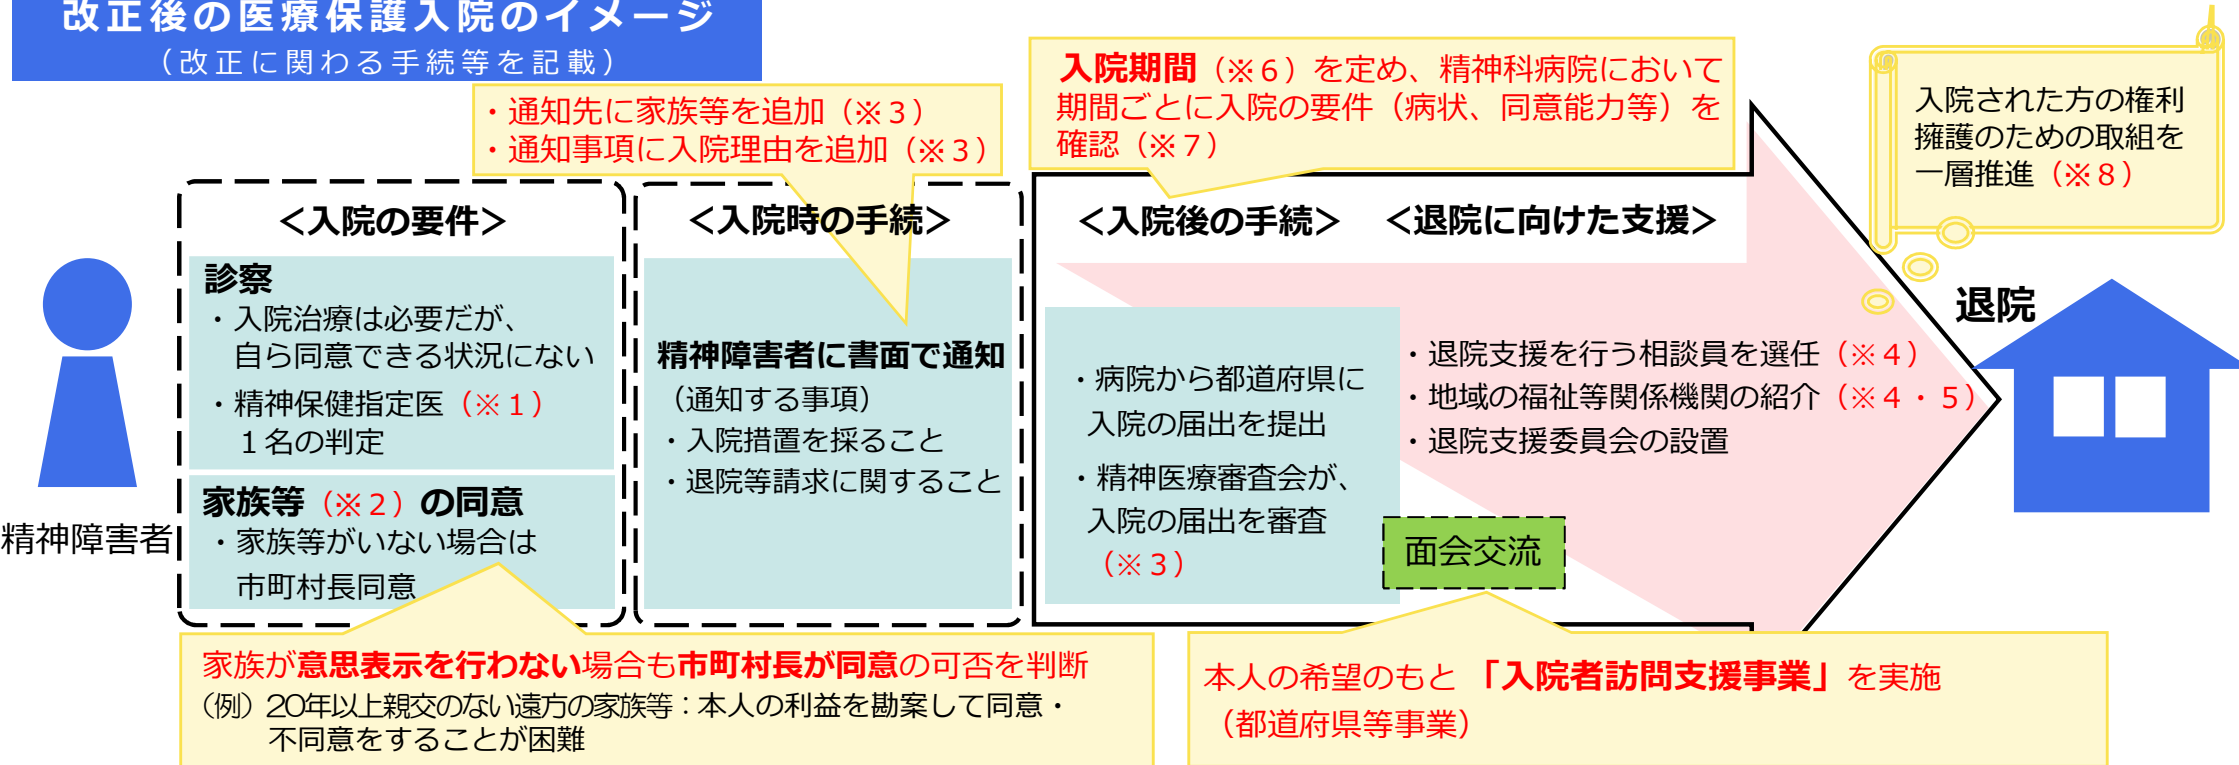 改正後の医療保護入院のイメージ
（改正に関わる手続等を記載）
・通知先に家族等を追加（※３）
・通知事項に入院理由を追加（※３）
入院期間（※６）を定め、精神科病院において
期間ごとに入院の要件（病状、同意能力等）を
確認（※７）
入院された方の権利
擁護のための取組を
一層推進（※８）
精神障害者
＜入院の要件＞
診察
・入院治療は必要だが、
自ら同意できる状況にない
・精神保健指定医（※１）
１名の判定
家族等（※２）の同意
・家族等がいない場合は
市町村長同意
＜入院時の手続＞
精神障害者に書面で通知
（通知する事項）
・入院措置を採ること
・退院等請求に関すること
＜入院後の手続＞
・病院から都道府県に
入院の届出を提出
・精神医療審査会が、
入院の届出を審査
（※３）
＜退院に向けた支援＞
・退院支援を行う相談員を選任（※４）
・地域の福祉等関係機関の紹介（※４・５）
・退院支援委員会の設置
面会交流
退院
家族が意思表示を行わない場合も市町村長が同意の可否を判断
（例）20年以上親交のない遠方の家族等：本人の利益を勘案して同意・
不同意をすることが困難
本人の希望のもと「入院者訪問支援事業」を実施
（都道府県等事業）